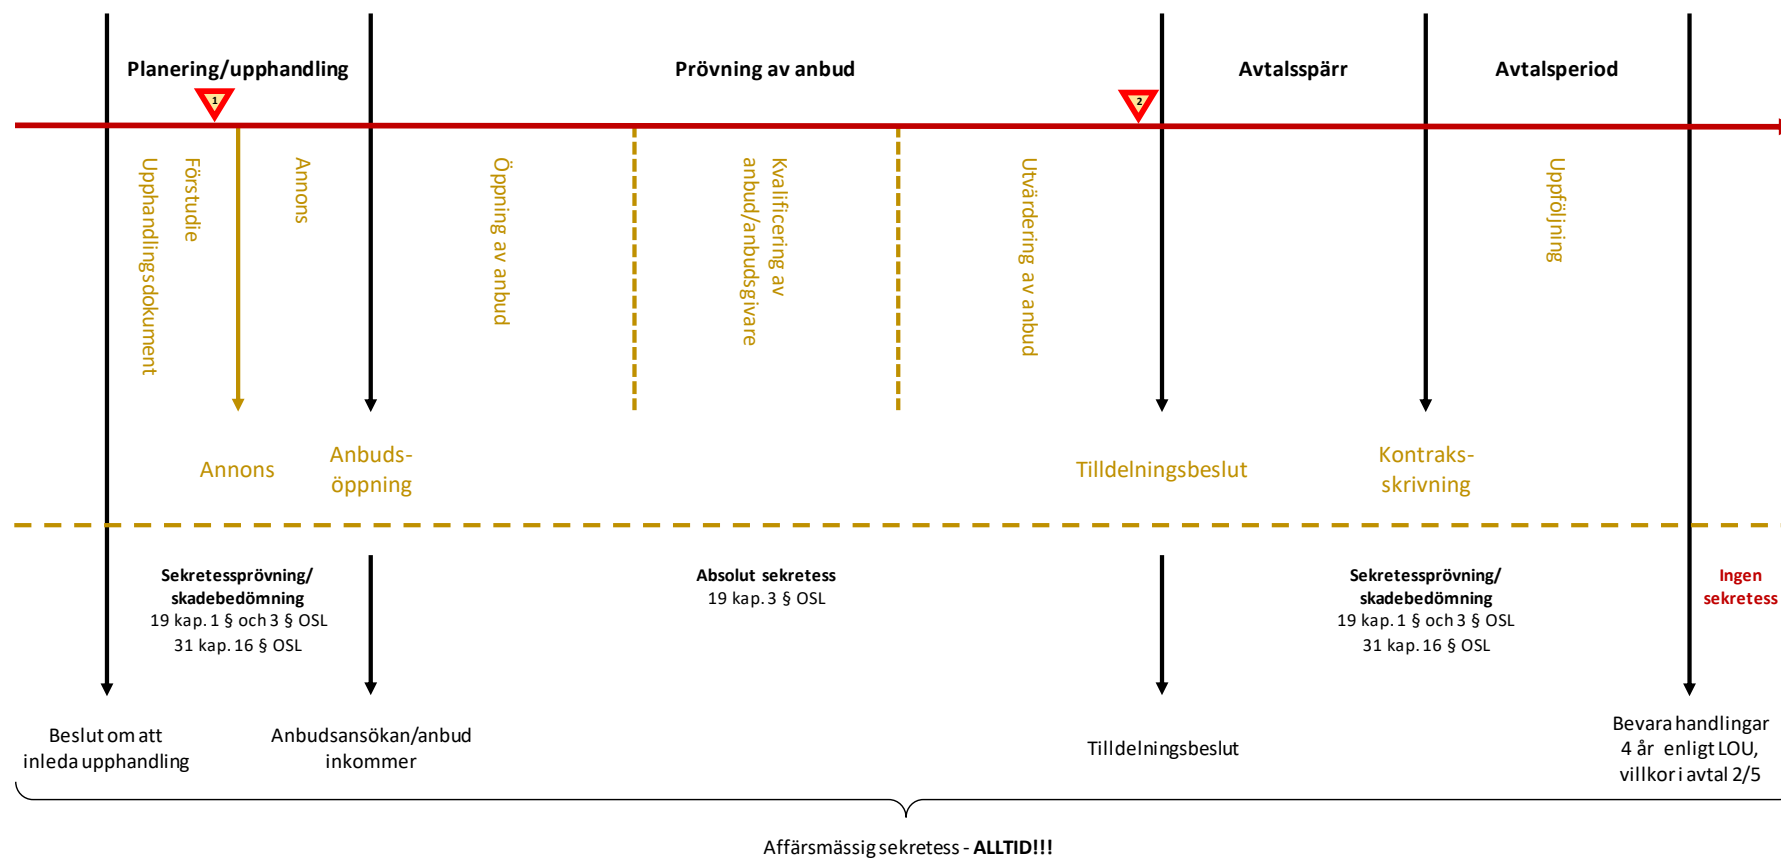 Planering/upphandling
Prövning av anbud
Avtalsspärr
Avtalsperiod
1
2
Upphandlingsdokument
Förstudie
Annons
Öppning av anbud
Kvalificering av
anbud/anbudsgivare
Utvärdering av anbud
Uppföljning
Annons
Anbuds-
öppning
Tilldelningsbeslut
Kontraks-
skrivning
Sekretessprövning/
skadebedömning
19 kap. 1 § och 3 § OSL
31 kap. 16 § OSL
Absolut sekretess
19 kap. 3 § OSL
Sekretessprövning/
skadebedömning
19 kap. 1 § och 3 § OSL
31 kap. 16 § OSL
Ingen
sekretess
Beslut om att
inleda upphandling
Anbudsansökan/anbud
inkommer
Tilldelningsbeslut
Bevara handlingar
4 år enligt LOU,
villkor i avtal 2/5
Affärsmässig sekretess - ALLTID!!!